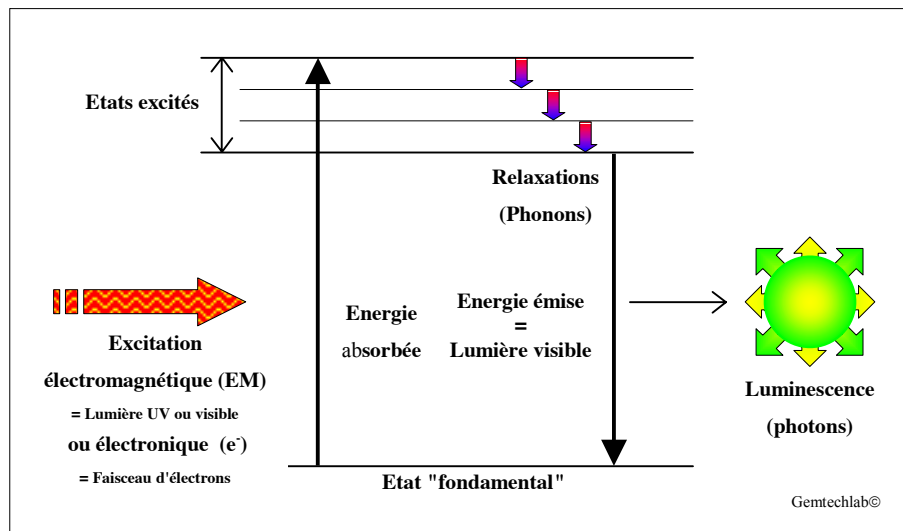 Etats excités
Relaxations
(Phonons)
Energie
absorbée
Energie émise
=
Lumière visible
Excitation
électromagnétique (EM)
= Lumière UV ou visible
ou électronique (e-)
= Faisceau d'électrons
Luminescence
(photons)
Etat "fondamental"
Gemtechlab©